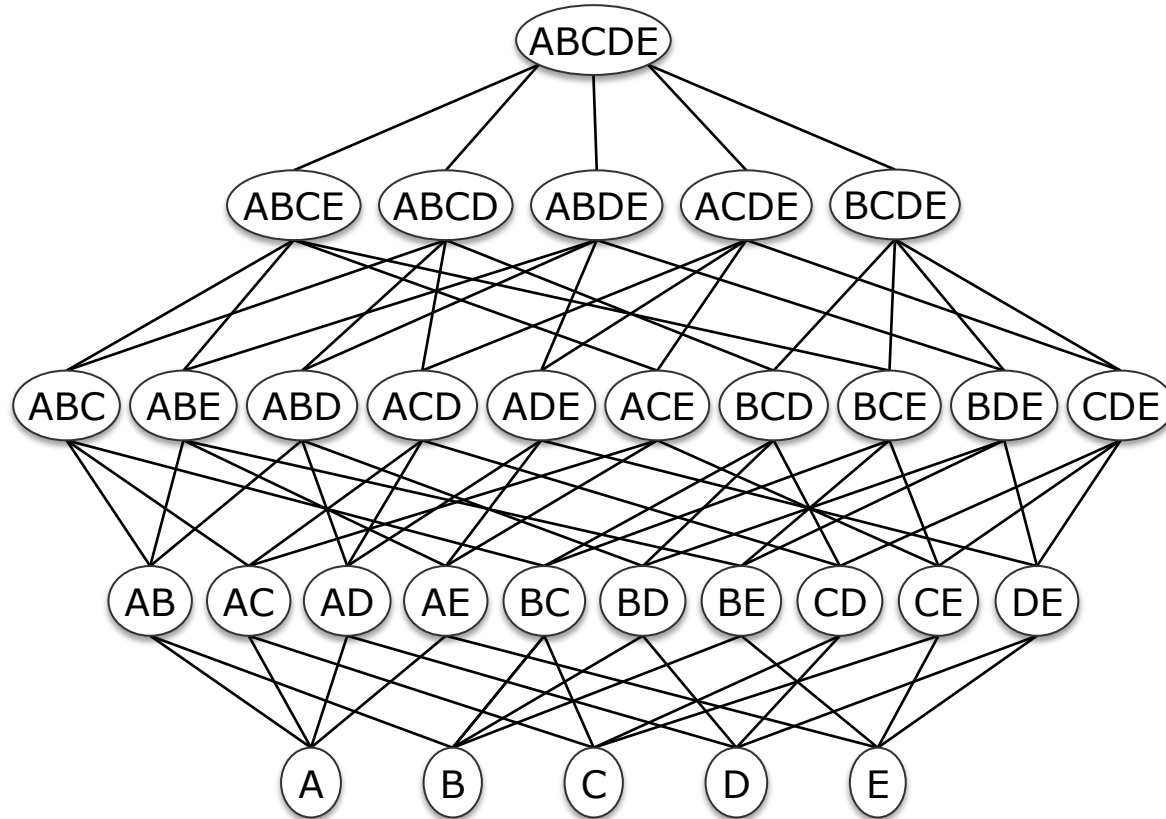 ABCDE
ABCE ABCD ABDE ACDE BCDE
ABC ABE ABD ACD ADE ACE BCD BCE BDE CDE
AB AC AD AE BC BD BE CD CE DE
A B C D E